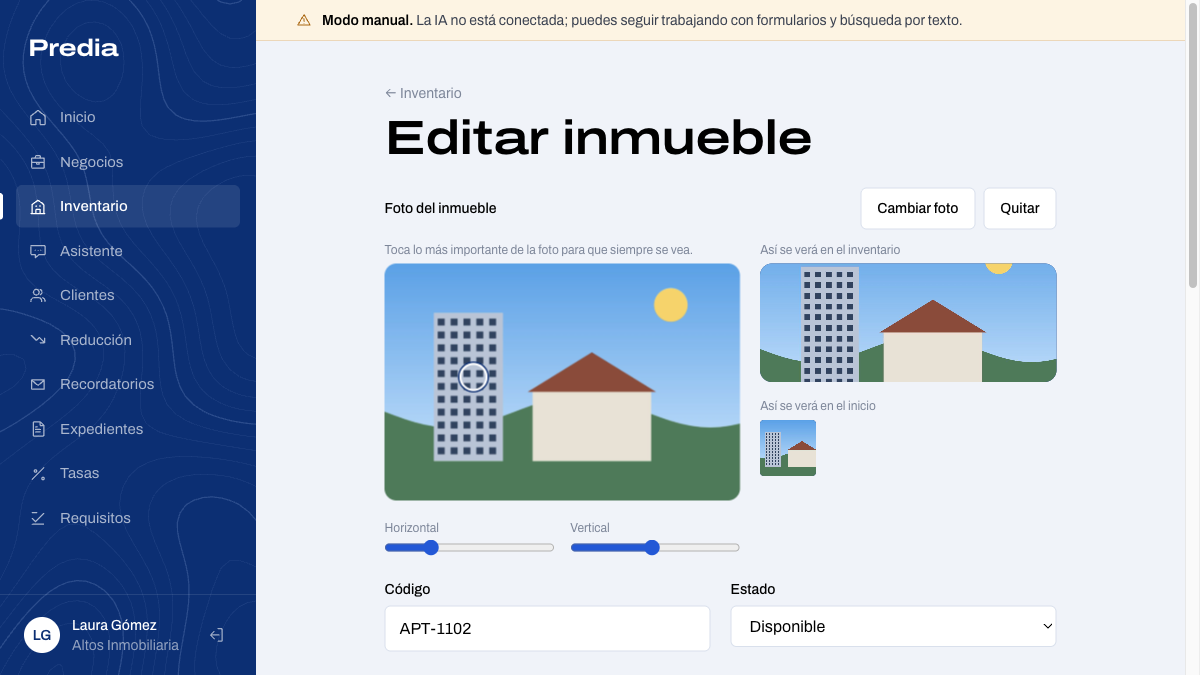 Modo manual. La IA no está conectada; puedes seguir trabajando con formularios y búsqueda por texto.
Predia
Inicio
Negocios
Inventario
Asistente
Clientes
Reducción
Recordatorios
Expedientes
Tasas
Requisitos
LG
Laura Gómez
Altos Inmobiliaria
← Inventario
Editar inmueble
Foto del inmueble
Cambiar foto
Quitar
Toca lo más importante de la foto para que siempre se vea.
Así se verá en el inventario
Así se verá en el inicio
Horizontal
Vertical
Código
Estado
APT-1102
Disponible